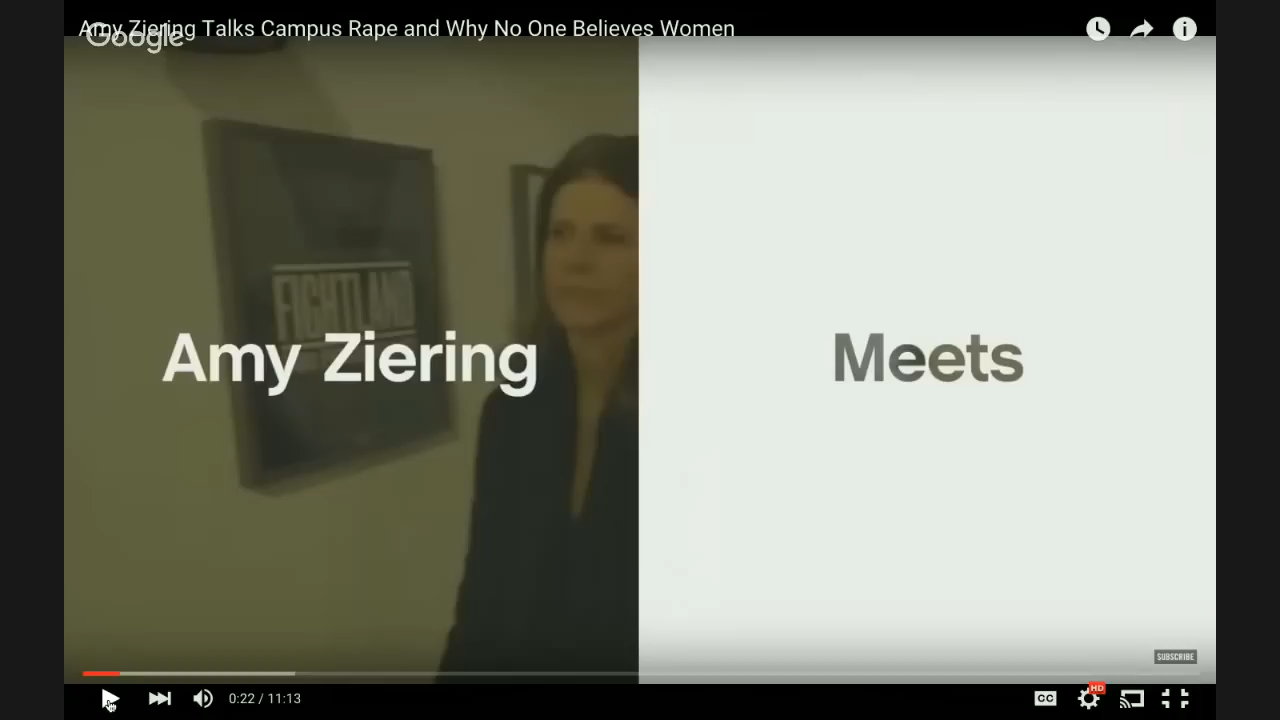 Amy Ziering Talks Campus Rape and Why No One Believes Women
Google
FIGHTLAND
Amy Ziering
Meets
SUBSCRIBE
0:22 / 11:13
CC
HD